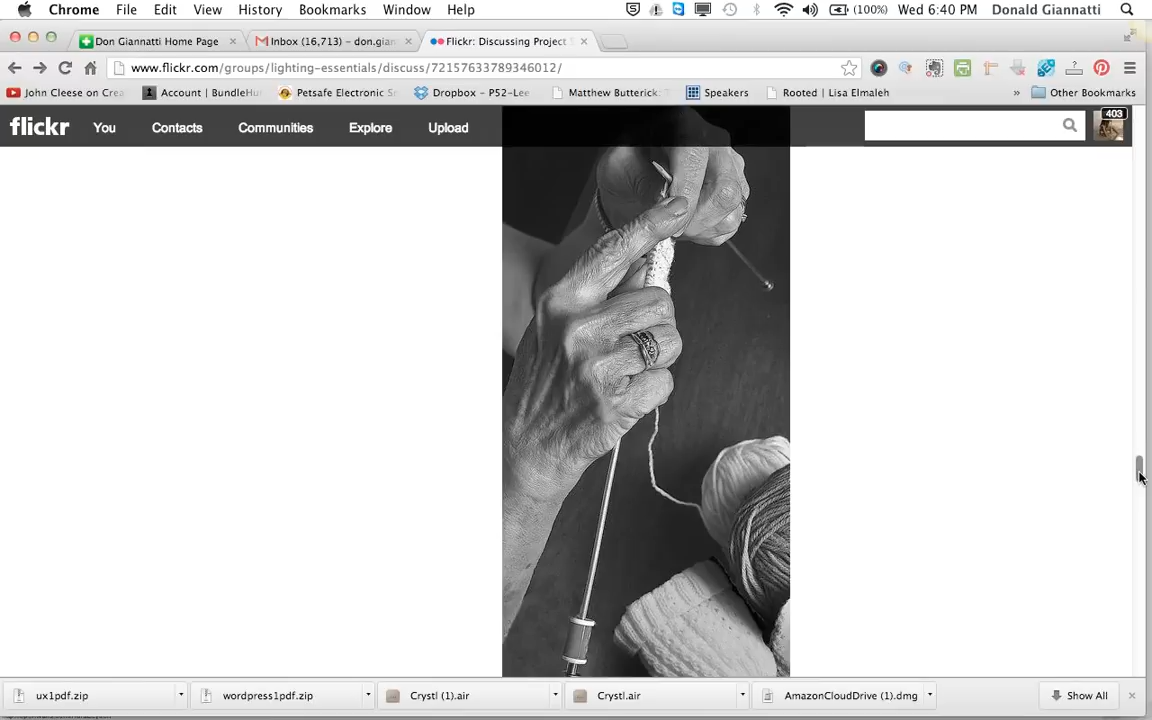 Chrome File Edit View History Bookmarks Window Help (100%) Wed 6:40 PM Donald Giannatti
Don Giannatti Home Page Inbox (16,713) – don.gian Flickr: Discussing Project
www.flickr.com/groups/lighting-essentials/discuss/72157633789346012/
John Cleese on Crea Account | BundleHu Petsafe Electronic Sm Dropbox – P52-Lee Matthew Butterick: Speakers Rooted | Lisa Elmaleh » Other Bookmarks
flickr You Contacts Communities Explore Upload 403
ux1pdf.zip wordpress1pdf.zip Crystl (1).air Crystl.air AmazonCloudDrive (1).dmg Show All